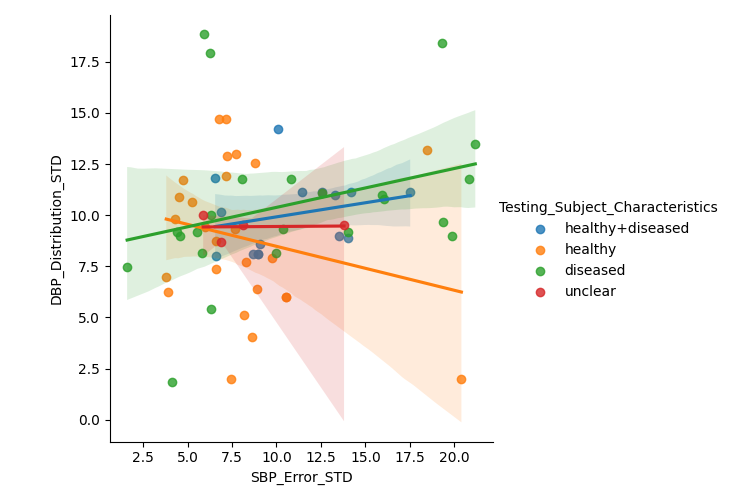 17.5
15.0
12.5
10.0
7.5
5.0
2.5
0.0
DBP_Distribution_STD
2.5 5.0 7.5 10.0 12.5 15.0 17.5 20.0
SBP_Error_STD
Testing_Subject_Characteristics
healthy+diseased
healthy
diseased
unclear